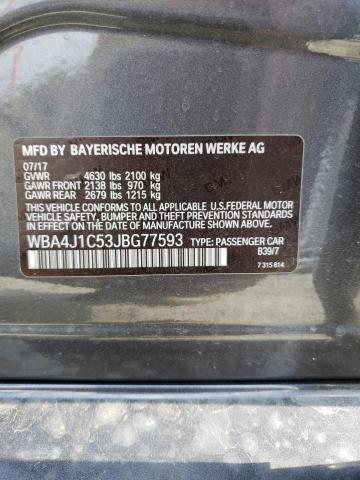 MFD BY BAYERISCHE MOTOREN WERKE AG
07/17
GVWR 4630 lbs 2100 kg
GAWR FRONT 2138 lbs 970 kg
GAWR REAR 2679 lbs 1215 kg
THIS VEHICLE CONFORMS TO ALL APPLICABLE U.S.FEDERAL MOTOR
VEHICLE SAFETY, BUMPER, AND THEFT PREVENTION STANDARDS
IN EFFECT ON THE DATE OF MANUFACTURE SHOWN ABOVE.
WBA4J1C53JBG77593 TYPE: PASSENGER CAR
B39/7
7 315 814